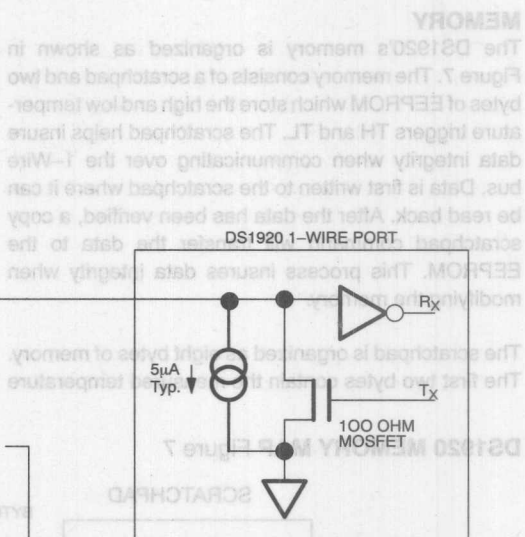 MEMORY
The DS1920's memory is organized as shown in
Figure 7. The memory consists of a scratchpad and two
bytes of EEPROM which store the high and low temper-
ature triggers TH and TL. The scratchpad helps insure
data integrity when communicating over the 1–Wire
bus. Data is first written to the scratchpad where it can
be read back. After the data has been verified, a copy
scratchpad command will transfer the data to the
DS1920 1–WIRE PORT
EEPROM. This process insures data integrity when
modifying the memory.
RX
The scratchpad is organized as eight bytes of memory.
The first two bytes contain the measured temperature
5µA
Typ.
TX
100 OHM
MOSFET
DS1920 MEMORY MAP Figure 7
SCRATCHPAD
BYTE